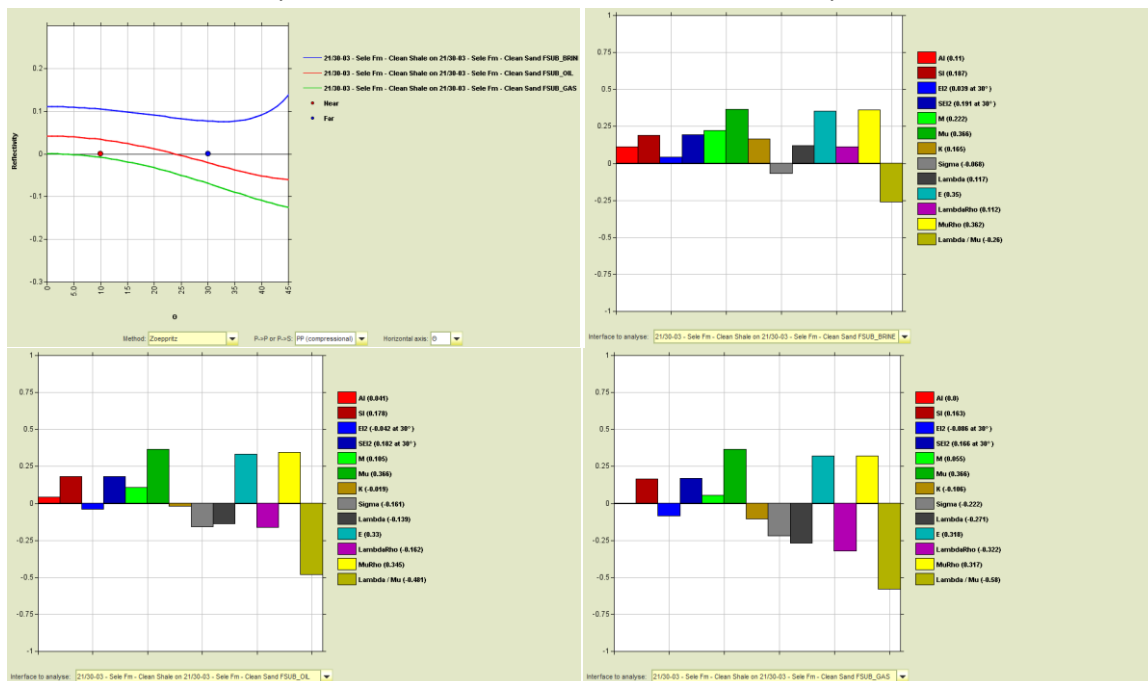 0.2
0.1
0
-0.1
-0.2
-0.3
Reflectivity
0
5.0
10
15
20
25
30
35
40
45
Θ
21/30-03 - Sele Fm - Clean Shale on 21/30-03 - Sele Fm - Clean Sand FSUB_BRIN
21/30-03 - Sele Fm - Clean Shale on 21/30-03 - Sele Fm - Clean Sand FSUB_OIL
21/30-03 - Sele Fm - Clean Shale on 21/30-03 - Sele Fm - Clean Sand FSUB_GAS
Near
Far
Method: Zoeppritz P->P or P->S: PP (compressional) Horizontal axis: Θ
1
0.75
0.5
0.25
0
-0.25
-0.5
-0.75
-1
AI (0.11)
SI (0.187)
EI2 (0.039 at 30°)
SEI2 (0.191 at 30°)
M (0.222)
Mu (0.366)
K (0.165)
Sigma (-0.068)
Lambda (0.117)
E (0.35)
LambdaRho (0.112)
MuRho (0.362)
Lambda / Mu (-0.26)
Interface to analyse: 21/30-03 - Sele Fm - Clean Shale on 21/30-03 - Sele Fm - Clean Sand FSUB_BRINE
1
0.75
0.5
0.25
0
-0.25
-0.5
-0.75
-1
AI (0.041)
SI (0.178)
EI2 (-0.042 at 30°)
SEI2 (0.182 at 30°)
M (0.105)
Mu (0.366)
K (-0.019)
Sigma (-0.161)
Lambda (-0.139)
E (0.33)
LambdaRho (-0.162)
MuRho (0.345)
Lambda / Mu (-0.481)
Interface to analyse: 21/30-03 - Sele Fm - Clean Shale on 21/30-03 - Sele Fm - Clean Sand FSUB_OIL
1
0.75
0.5
0.25
0
-0.25
-0.5
-0.75
-1
AI (0.0)
SI (0.163)
EI2 (-0.086 at 30°)
SEI2 (0.166 at 30°)
M (0.055)
Mu (0.366)
K (-0.106)
Sigma (-0.222)
Lambda (-0.271)
E (0.318)
LambdaRho (-0.322)
MuRho (0.317)
Lambda / Mu (-0.58)
Interface to analyse: 21/30-03 - Sele Fm - Clean Shale on 21/30-03 - Sele Fm - Clean Sand FSUB_GAS